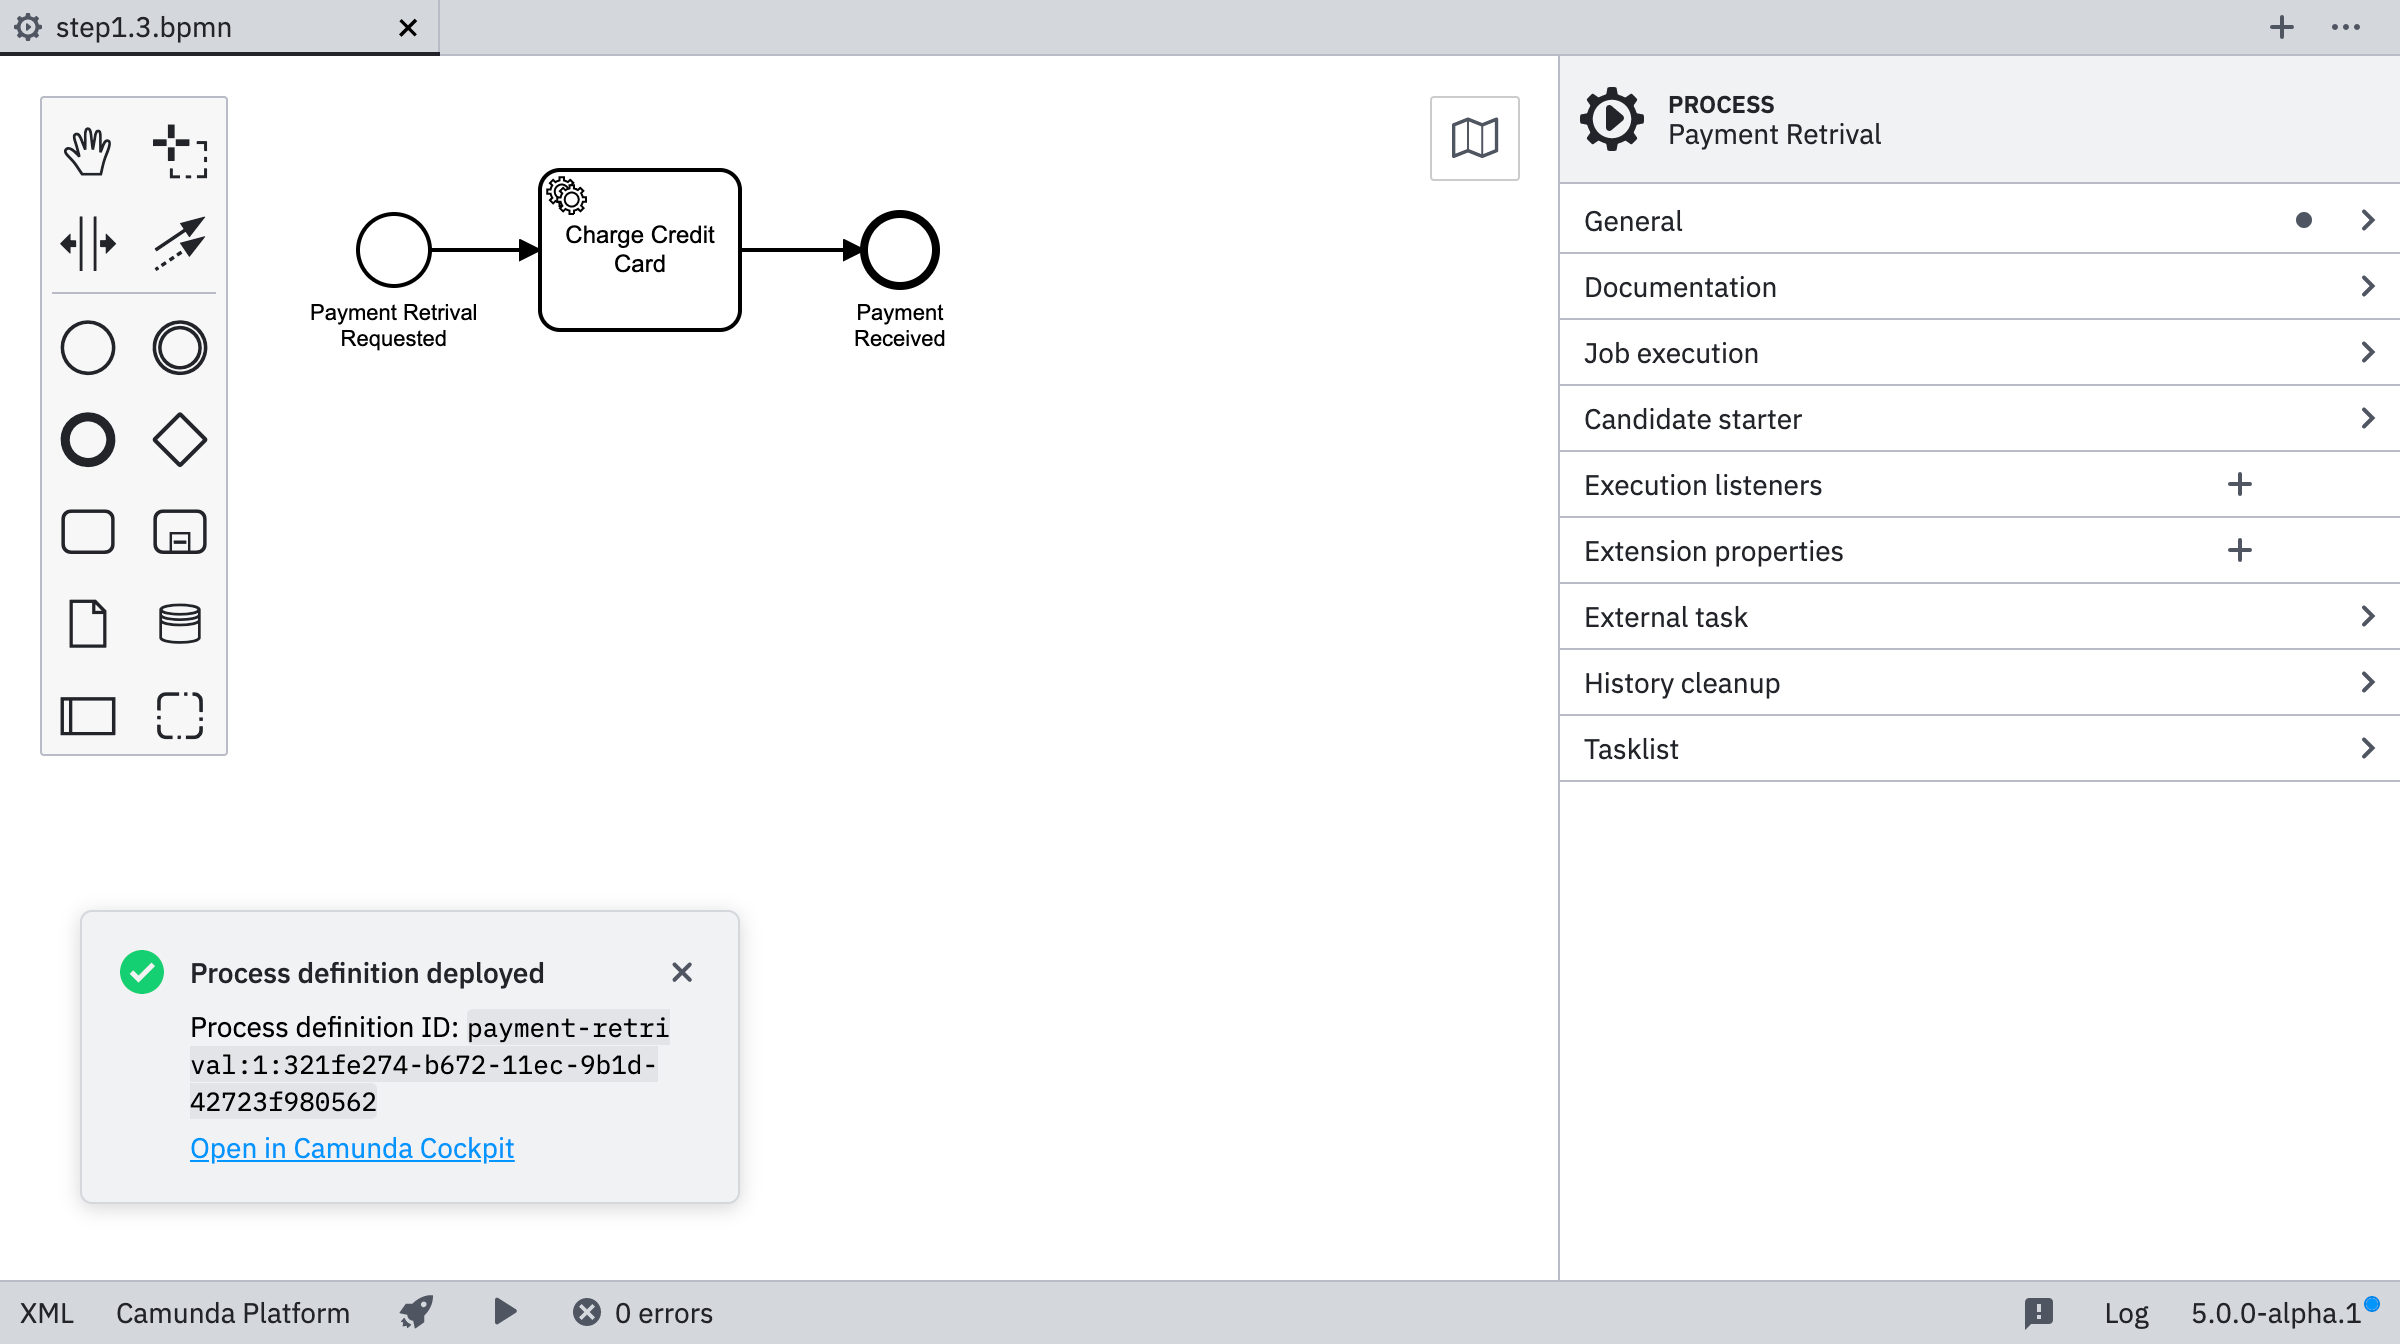 step1.3.bpmn
PROCESS
Payment Retrival
Charge Credit
Card
Payment Retrival
Requested
Payment
Received
General
Documentation
Job execution
Candidate starter
Execution listeners
Extension properties
External task
History cleanup
Tasklist
Process definition deployed
Process definition ID: payment-retri
val:1:321fe274-b672-11ec-9b1d-
42723f980562
Open in Camunda Cockpit
XML
Camunda Platform
0 errors
Log
5.0.0-alpha.1